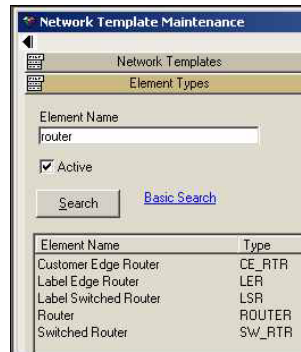 Network Template Maintenance
Network Templates
Element Types
Element Name
router
Active
Search Basic Search
Element Name Type
Customer Edge Router CE_RTR
Label Edge Router LER
Label Switched Router LSR
Router ROUTER
Switched Router SW_RTR